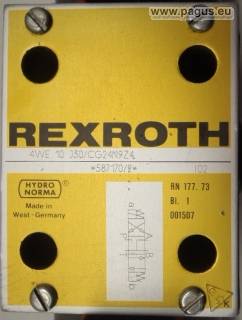 www.pagus.eu
REXROTH
4WE 10 J30/CG24N9Z4
*587170/8* 102
HYDRO
NORMA
Made in
West-Germany
RN 177.73
Bl. 1
001507